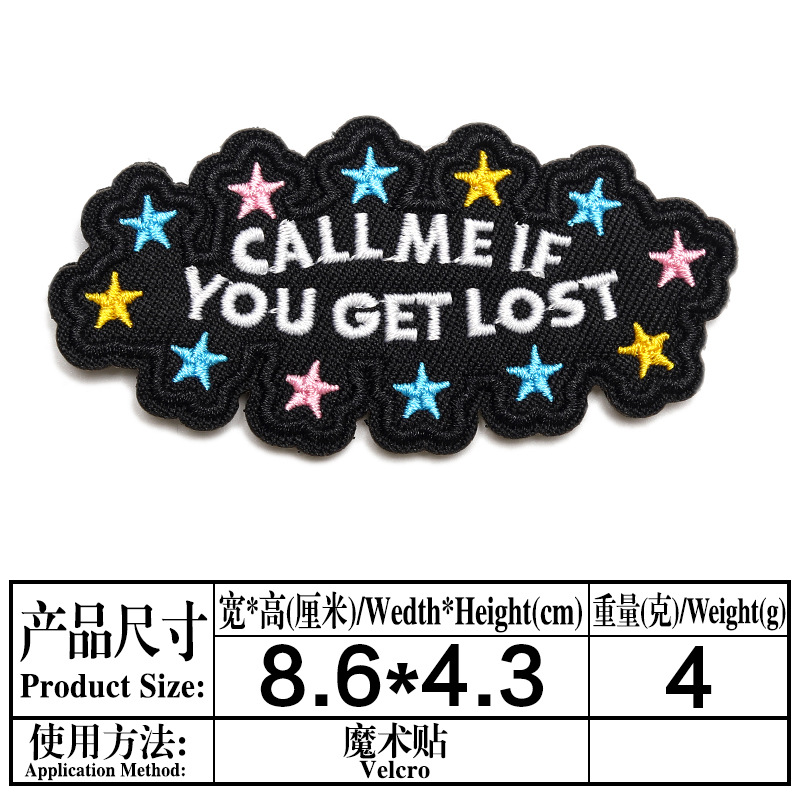 CALL ME IF
YOU GET LOST
产品尺寸
Product Size:
宽*高(厘米)/Wedth*Height(cm)
重量(克)/Weight(g)
8.6*4.3
4
使用方法:
Application Method:
魔术贴
Velcro